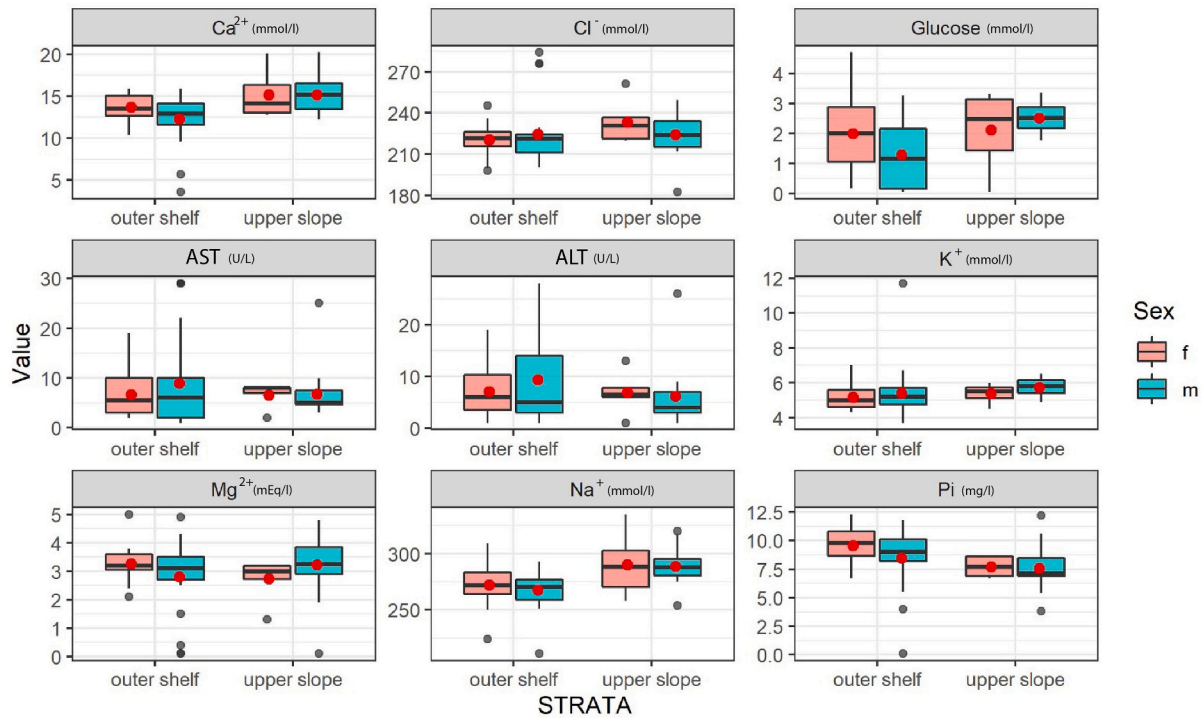 Ca²⁺ (mmol/l) Cl⁻ (mmol/l) Glucose (mmol/l)
20 270 4
15 240 3
10 210 2
5 180 1
0
outer shelf upper slope outer shelf upper slope outer shelf upper slope
AST (U/L) ALT (U/L) K⁺ (mmol/l)
30 20 12
20 10 10
10 0 8
0 6
4
outer shelf upper slope outer shelf upper slope outer shelf upper slope
Mg²⁺ (mEq/l) Na⁺ (mmol/l) Pi (mg/l)
5 300 12.5
4 250 10.0
3 7.5
2 5.0
1 2.5
0 0.0
outer shelf upper slope outer shelf upper slope outer shelf upper slope
Value
STRATA
Sex
f
m